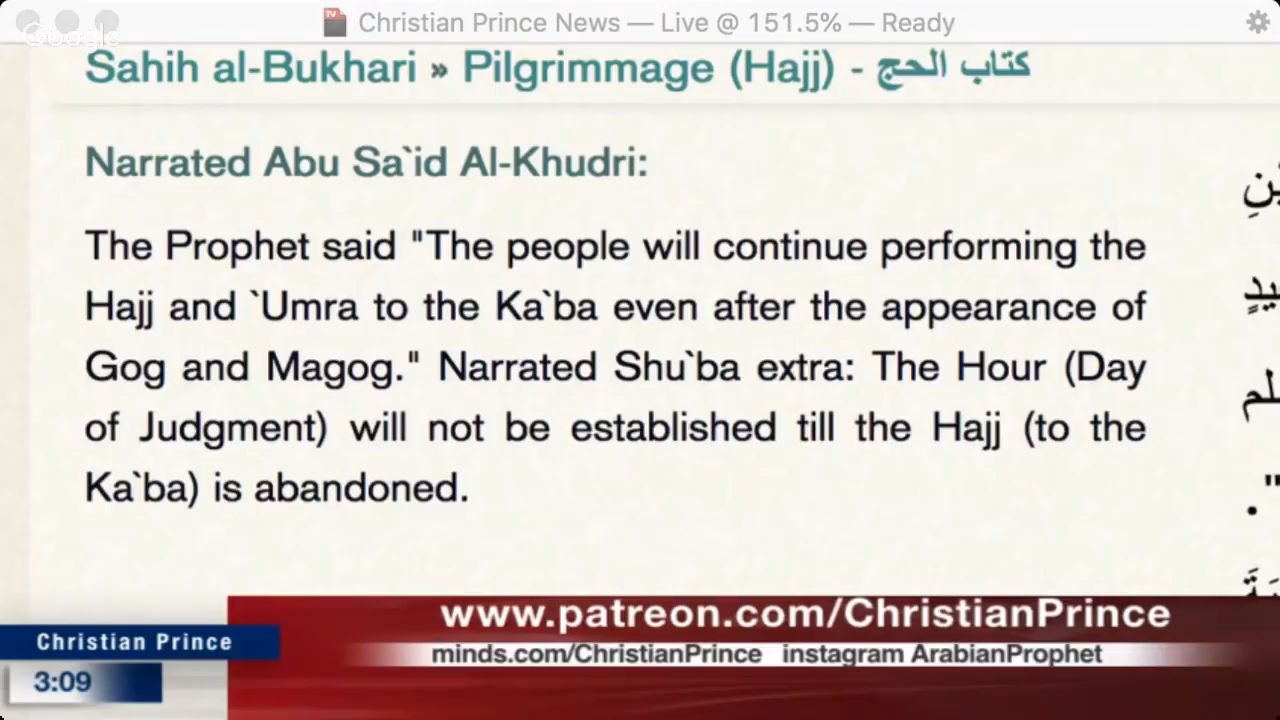 Christian Prince News — Live @ 151.5% — Ready
Google
Sahih al-Bukhari » Pilgrimmage (Hajj) - كتاب الحج
Narrated Abu Sa`id Al-Khudri:
The Prophet said "The people will continue performing the
Hajj and `Umra to the Ka`ba even after the appearance of
Gog and Magog." Narrated Shu`ba extra: The Hour (Day
of Judgment) will not be established till the Hajj (to the
Ka`ba) is abandoned.
www.patreon.com/ChristianPrince
Christian Prince
minds.com/ChristianPrince instagram ArabianProphet
3:09